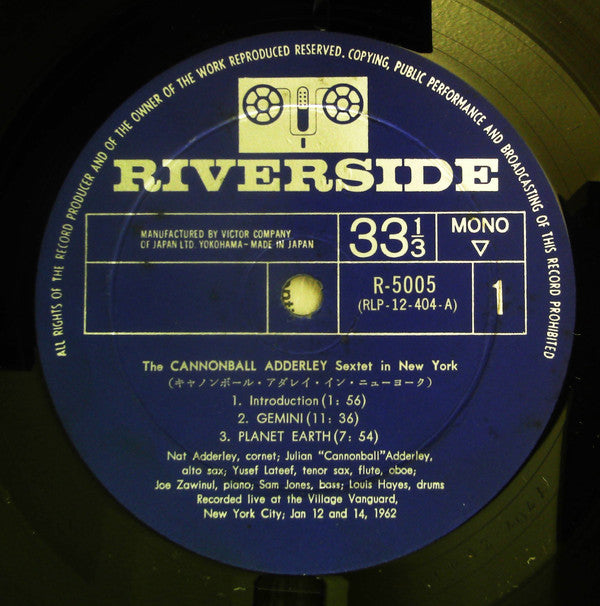 ALL RIGHTS OF THE RECORD PRODUCER AND OF THE OWNER OF THE WORK REPRODUCED RESERVED. COPYING, PUBLIC PERFORMANCE AND BROADCASTING OF THIS RECORD PROHIBITED
RIVERSIDE
MANUFACTURED BY VICTOR COMPANY
OF JAPAN LTD. YOKOHAMA-MADE IN JAPAN
33⅓
MONO
▽
R-5005
(RLP-12-404-A)
1
The CANNONBALL ADDERLEY Sextet in New York
(キャノンボール・アダレイ・イン・ニューヨーク)
1. Introduction(1: 56)
2. GEMINI(11: 36)
3. PLANET EARTH(7: 54)
Nat Adderley, cornet; Julian "Cannonball"Adderley,
alto sax; Yusef Lateef, tenor sax, flute, oboe;
Joe Zawinul, piano; Sam Jones, bass; Louis Hayes, drums
Recorded live at the Village Vanguard,
New York City; Jan 12 and 14, 1962